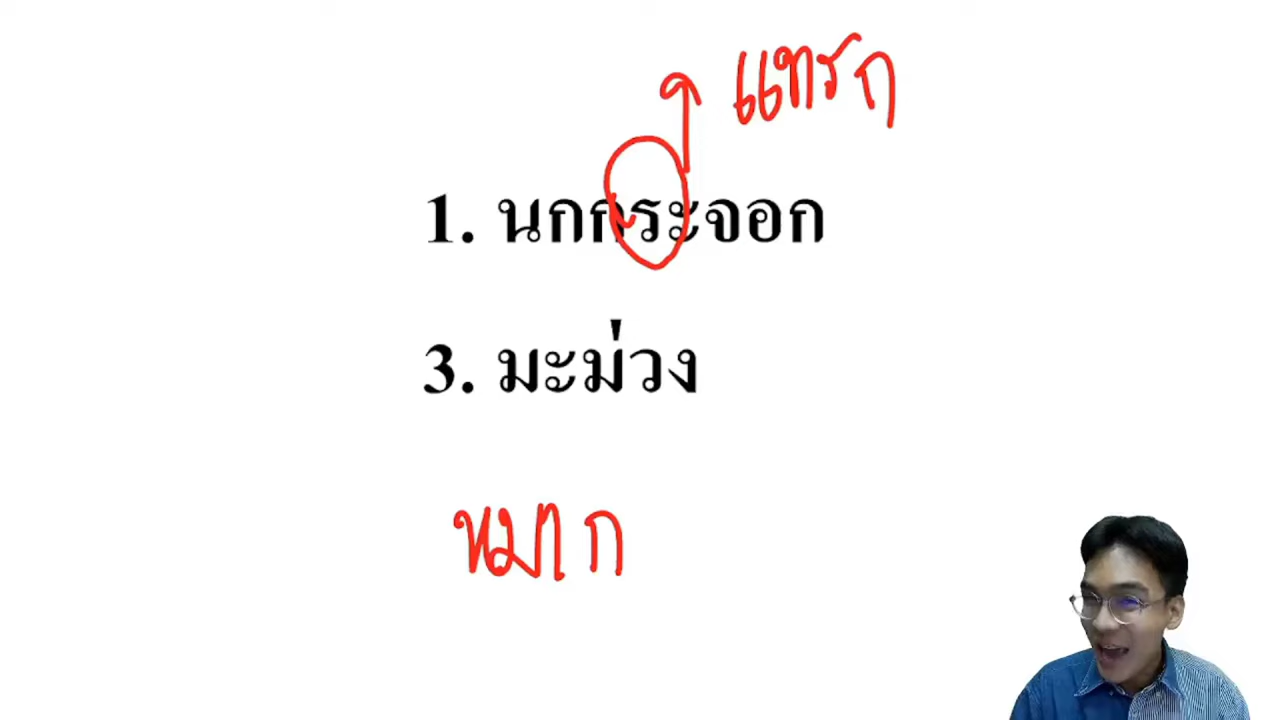 แทรก
1. นกกระจอก
3. มะม่วง
หมาก